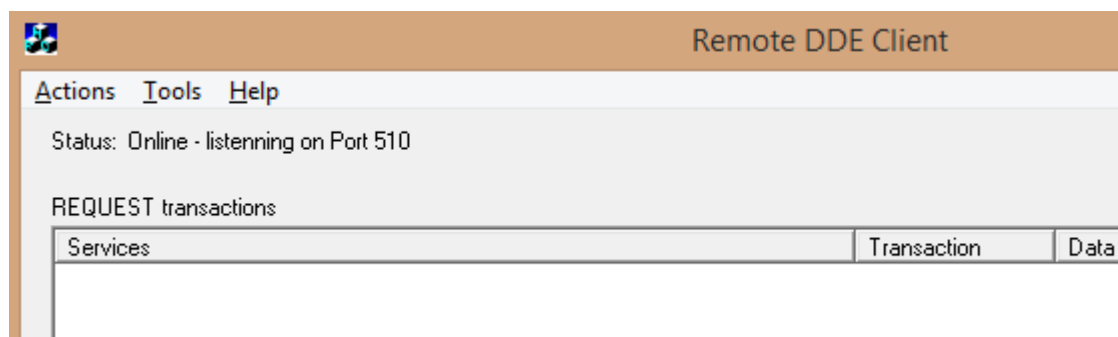 Remote DDE Client
Actions Tools Help
Status: Online - listenning on Port 510
REQUEST transactions
Services Transaction Data